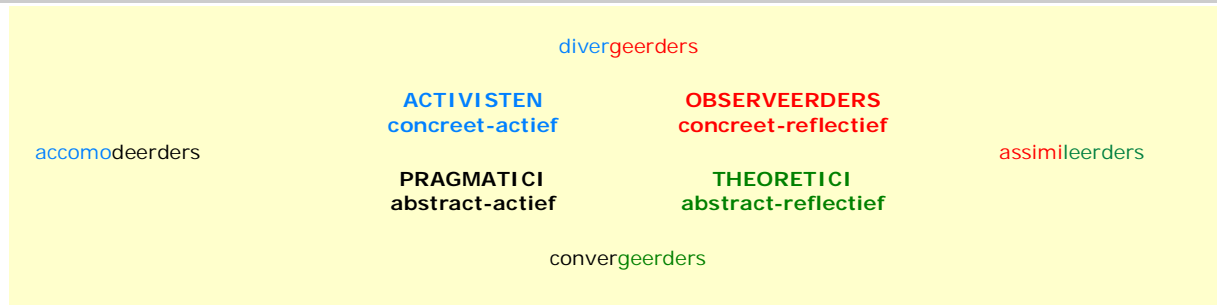 divergeerders
ACTIVISTEN OBSERVEERDERS
concreet-actief concreet-reflectief
accomodeerders assimileerders
PRAGMATICI THEORETICI
abstract-actief abstract-reflectief
convergeerders